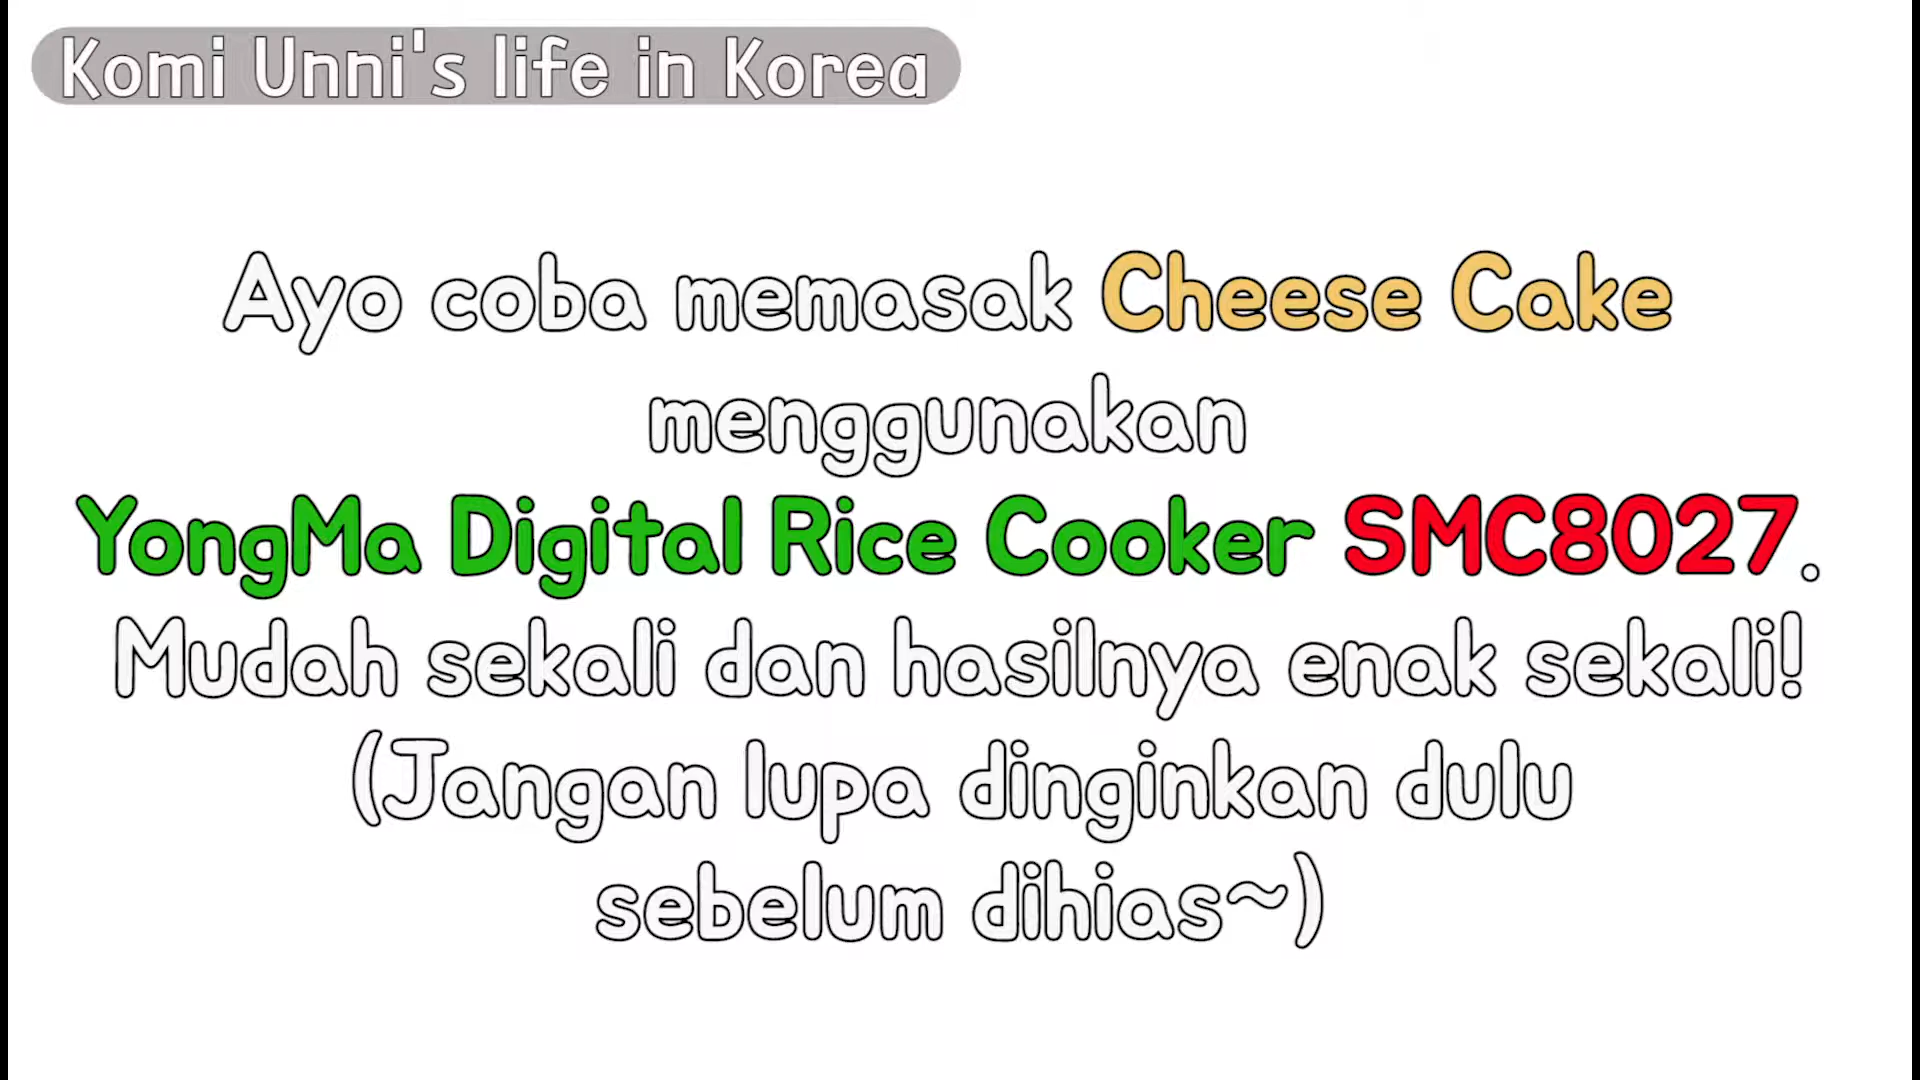 Komi Unni's life in Korea
Ayo coba memasak Cheese Cake
menggunakan
YongMa Digital Rice Cooker SMC8027.
Mudah sekali dan hasilnya enak sekali!
(Jangan lupa dinginkan dulu
sebelum dihias~)